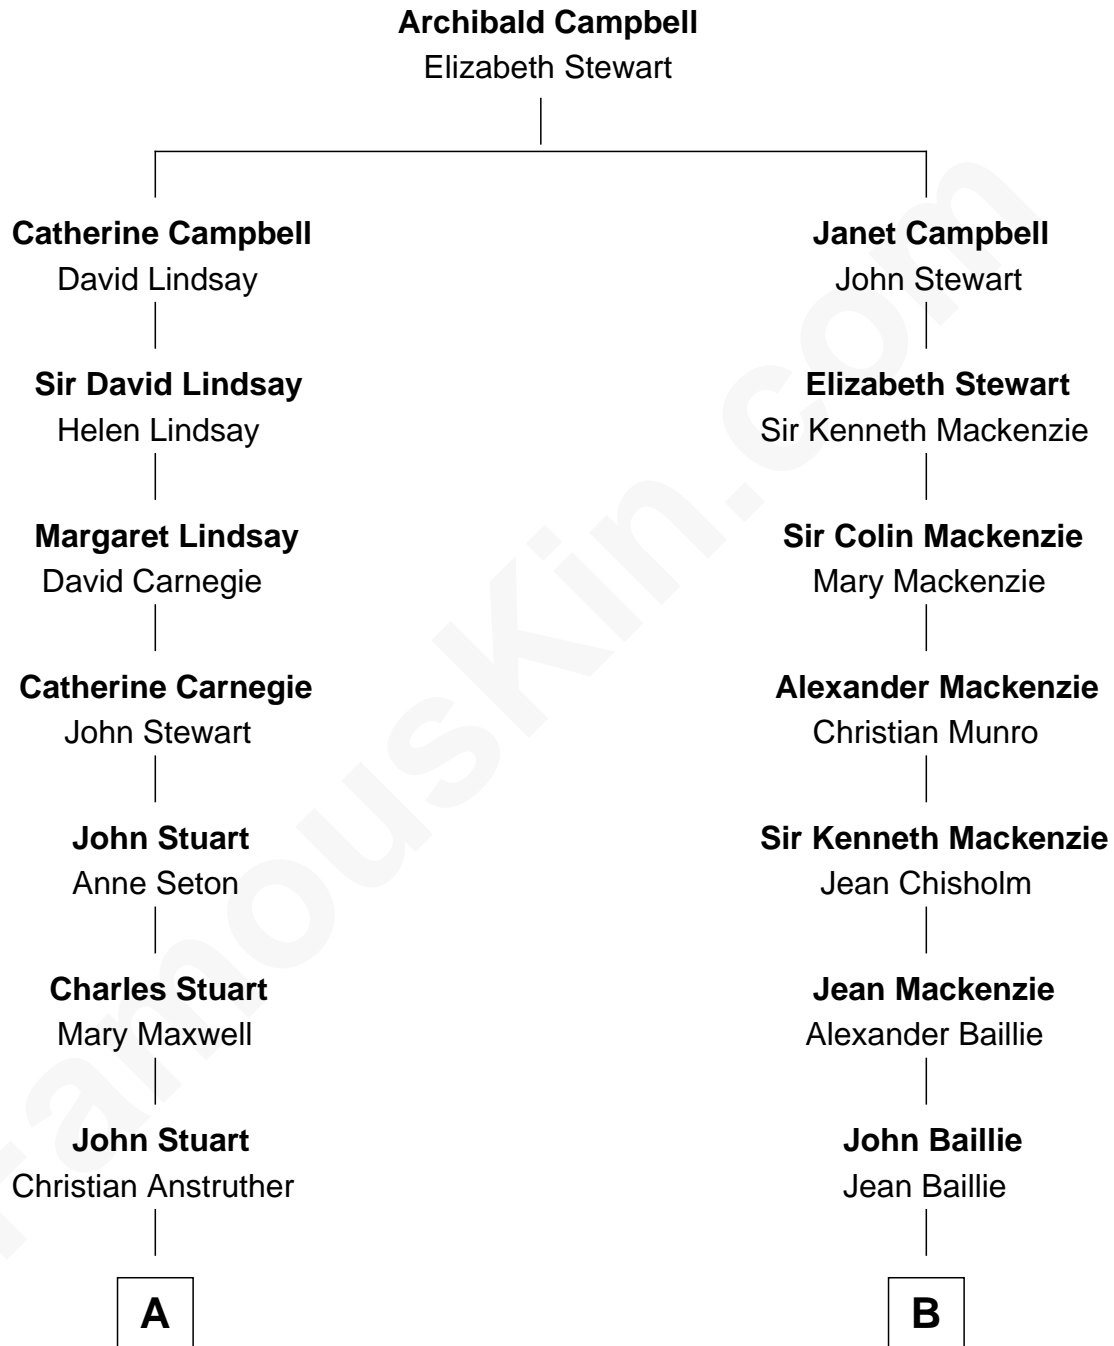 Archibald Campbell
Elizabeth Stewart
Catherine Campbell
David Lindsay
Janet Campbell
John Stewart
Sir David Lindsay
Helen Lindsay
Elizabeth Stewart
Sir Kenneth Mackenzie
Margaret Lindsay
David Carnegie
Sir Colin Mackenzie
Mary Mackenzie
Catherine Carnegie
John Stewart
Alexander Mackenzie
Christian Munro
John Stuart
Anne Seton
Sir Kenneth Mackenzie
Jean Chisholm
Charles Stuart
Mary Maxwell
Jean Mackenzie
Alexander Baillie
John Stuart
Christian Anstruther
John Baillie
Jean Baillie
A
B
FamousKin.com